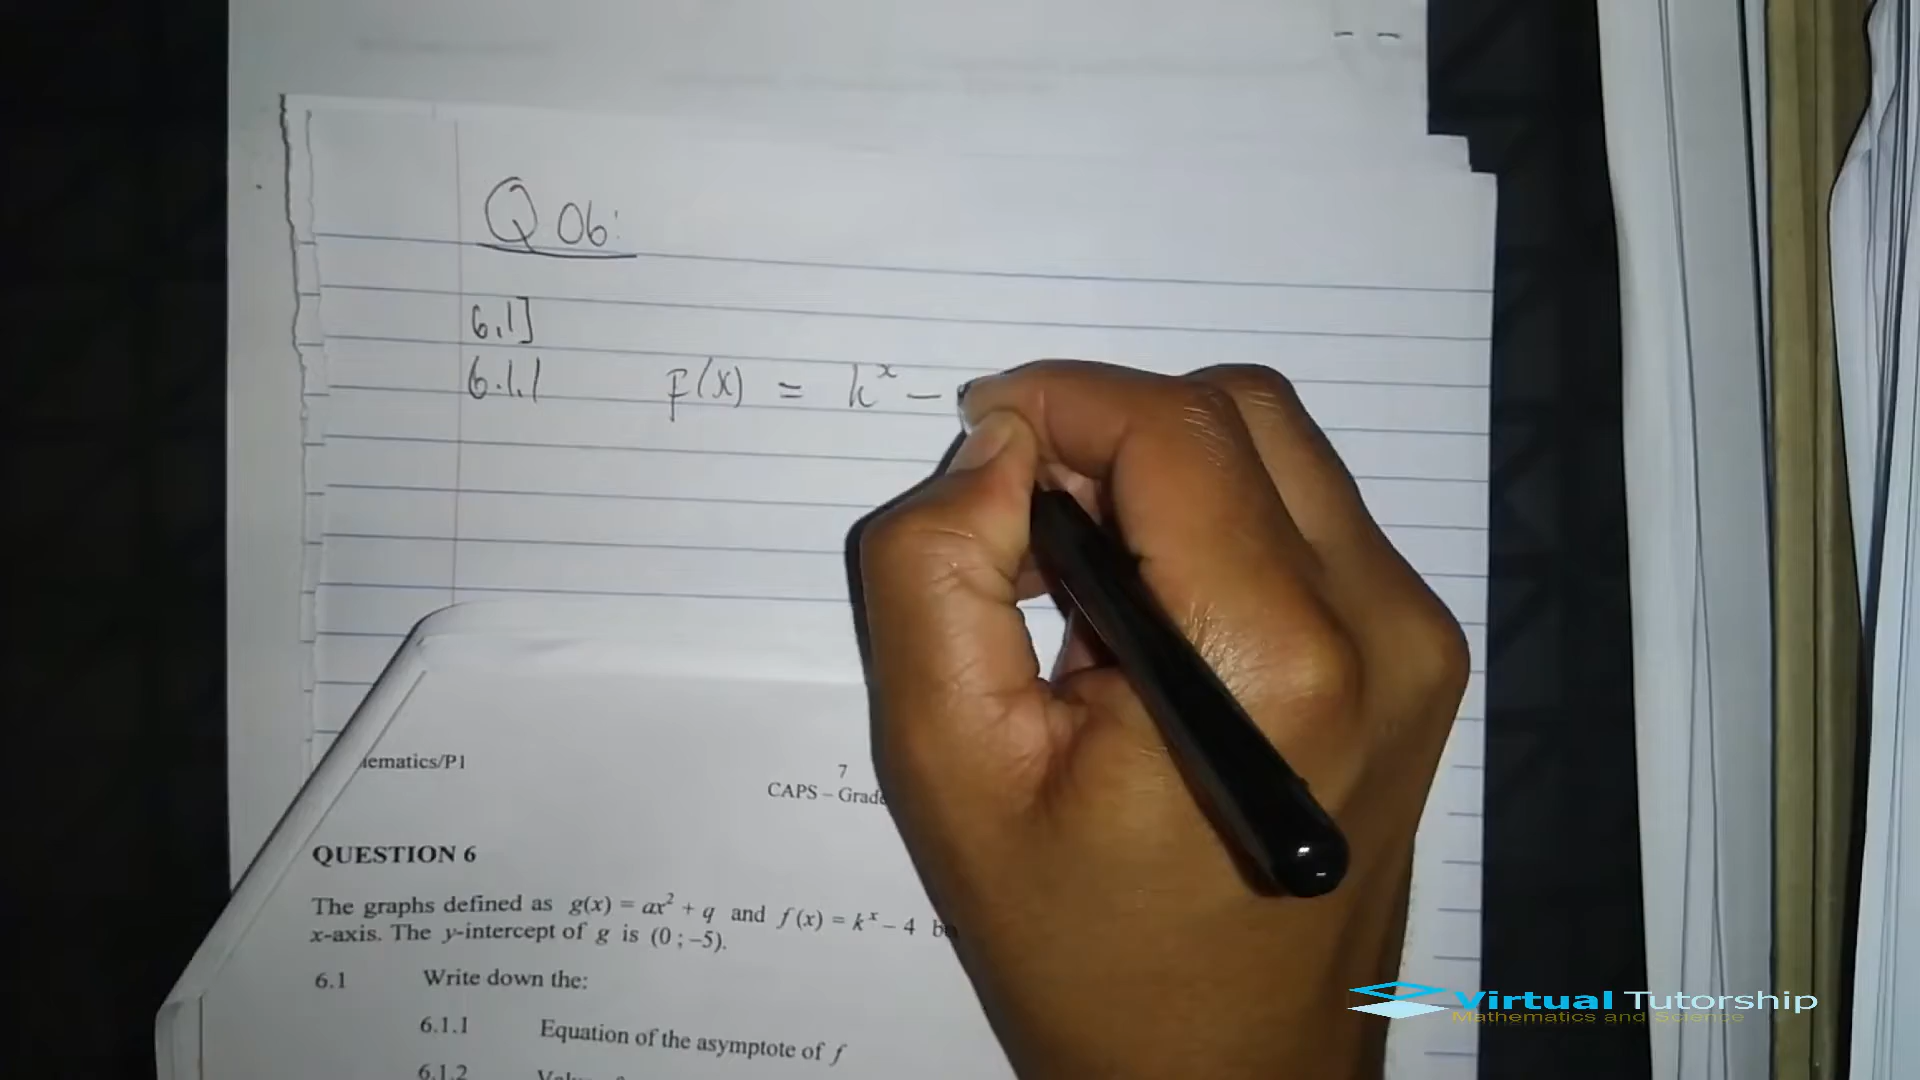 Q 06:
6.1]
6.1.1 F(x) = k^x −
ematics/P1
7
CAPS – Grade
QUESTION 6
The graphs defined as g(x) = ax² + q and f(x) = k^x – 4
x-axis. The y-intercept of g is (0 ; –5).
6.1 Write down the:
6.1.1 Equation of the asymptote of f
6.1.2
Virtual Tutorship
Mathematics and Science